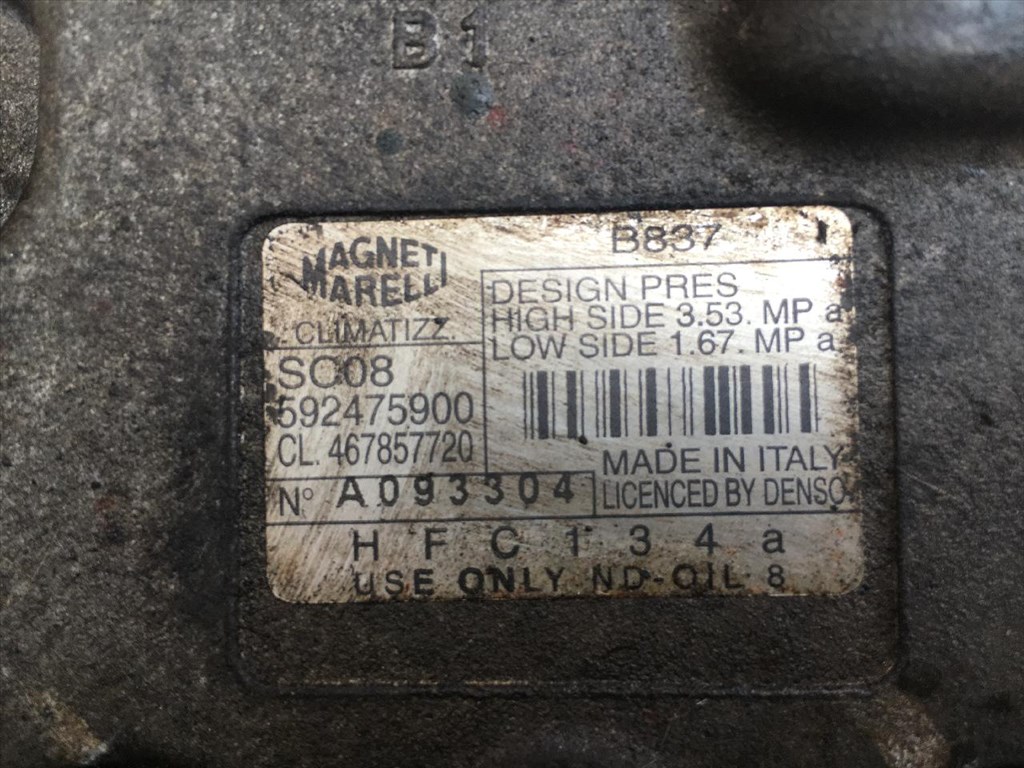 B1
B837
MAGNETI
MARELLI
CLIMATIZZ.
DESIGN PRES
HIGH SIDE 3.53. MP a
LOW SIDE 1.67. MP a
SC08
592475900
CL. 467857720
N° A093304
MADE IN ITALY
LICENCED BY DENSO
H F C 1 3 4 a
USE ONLY ND-OIL 8